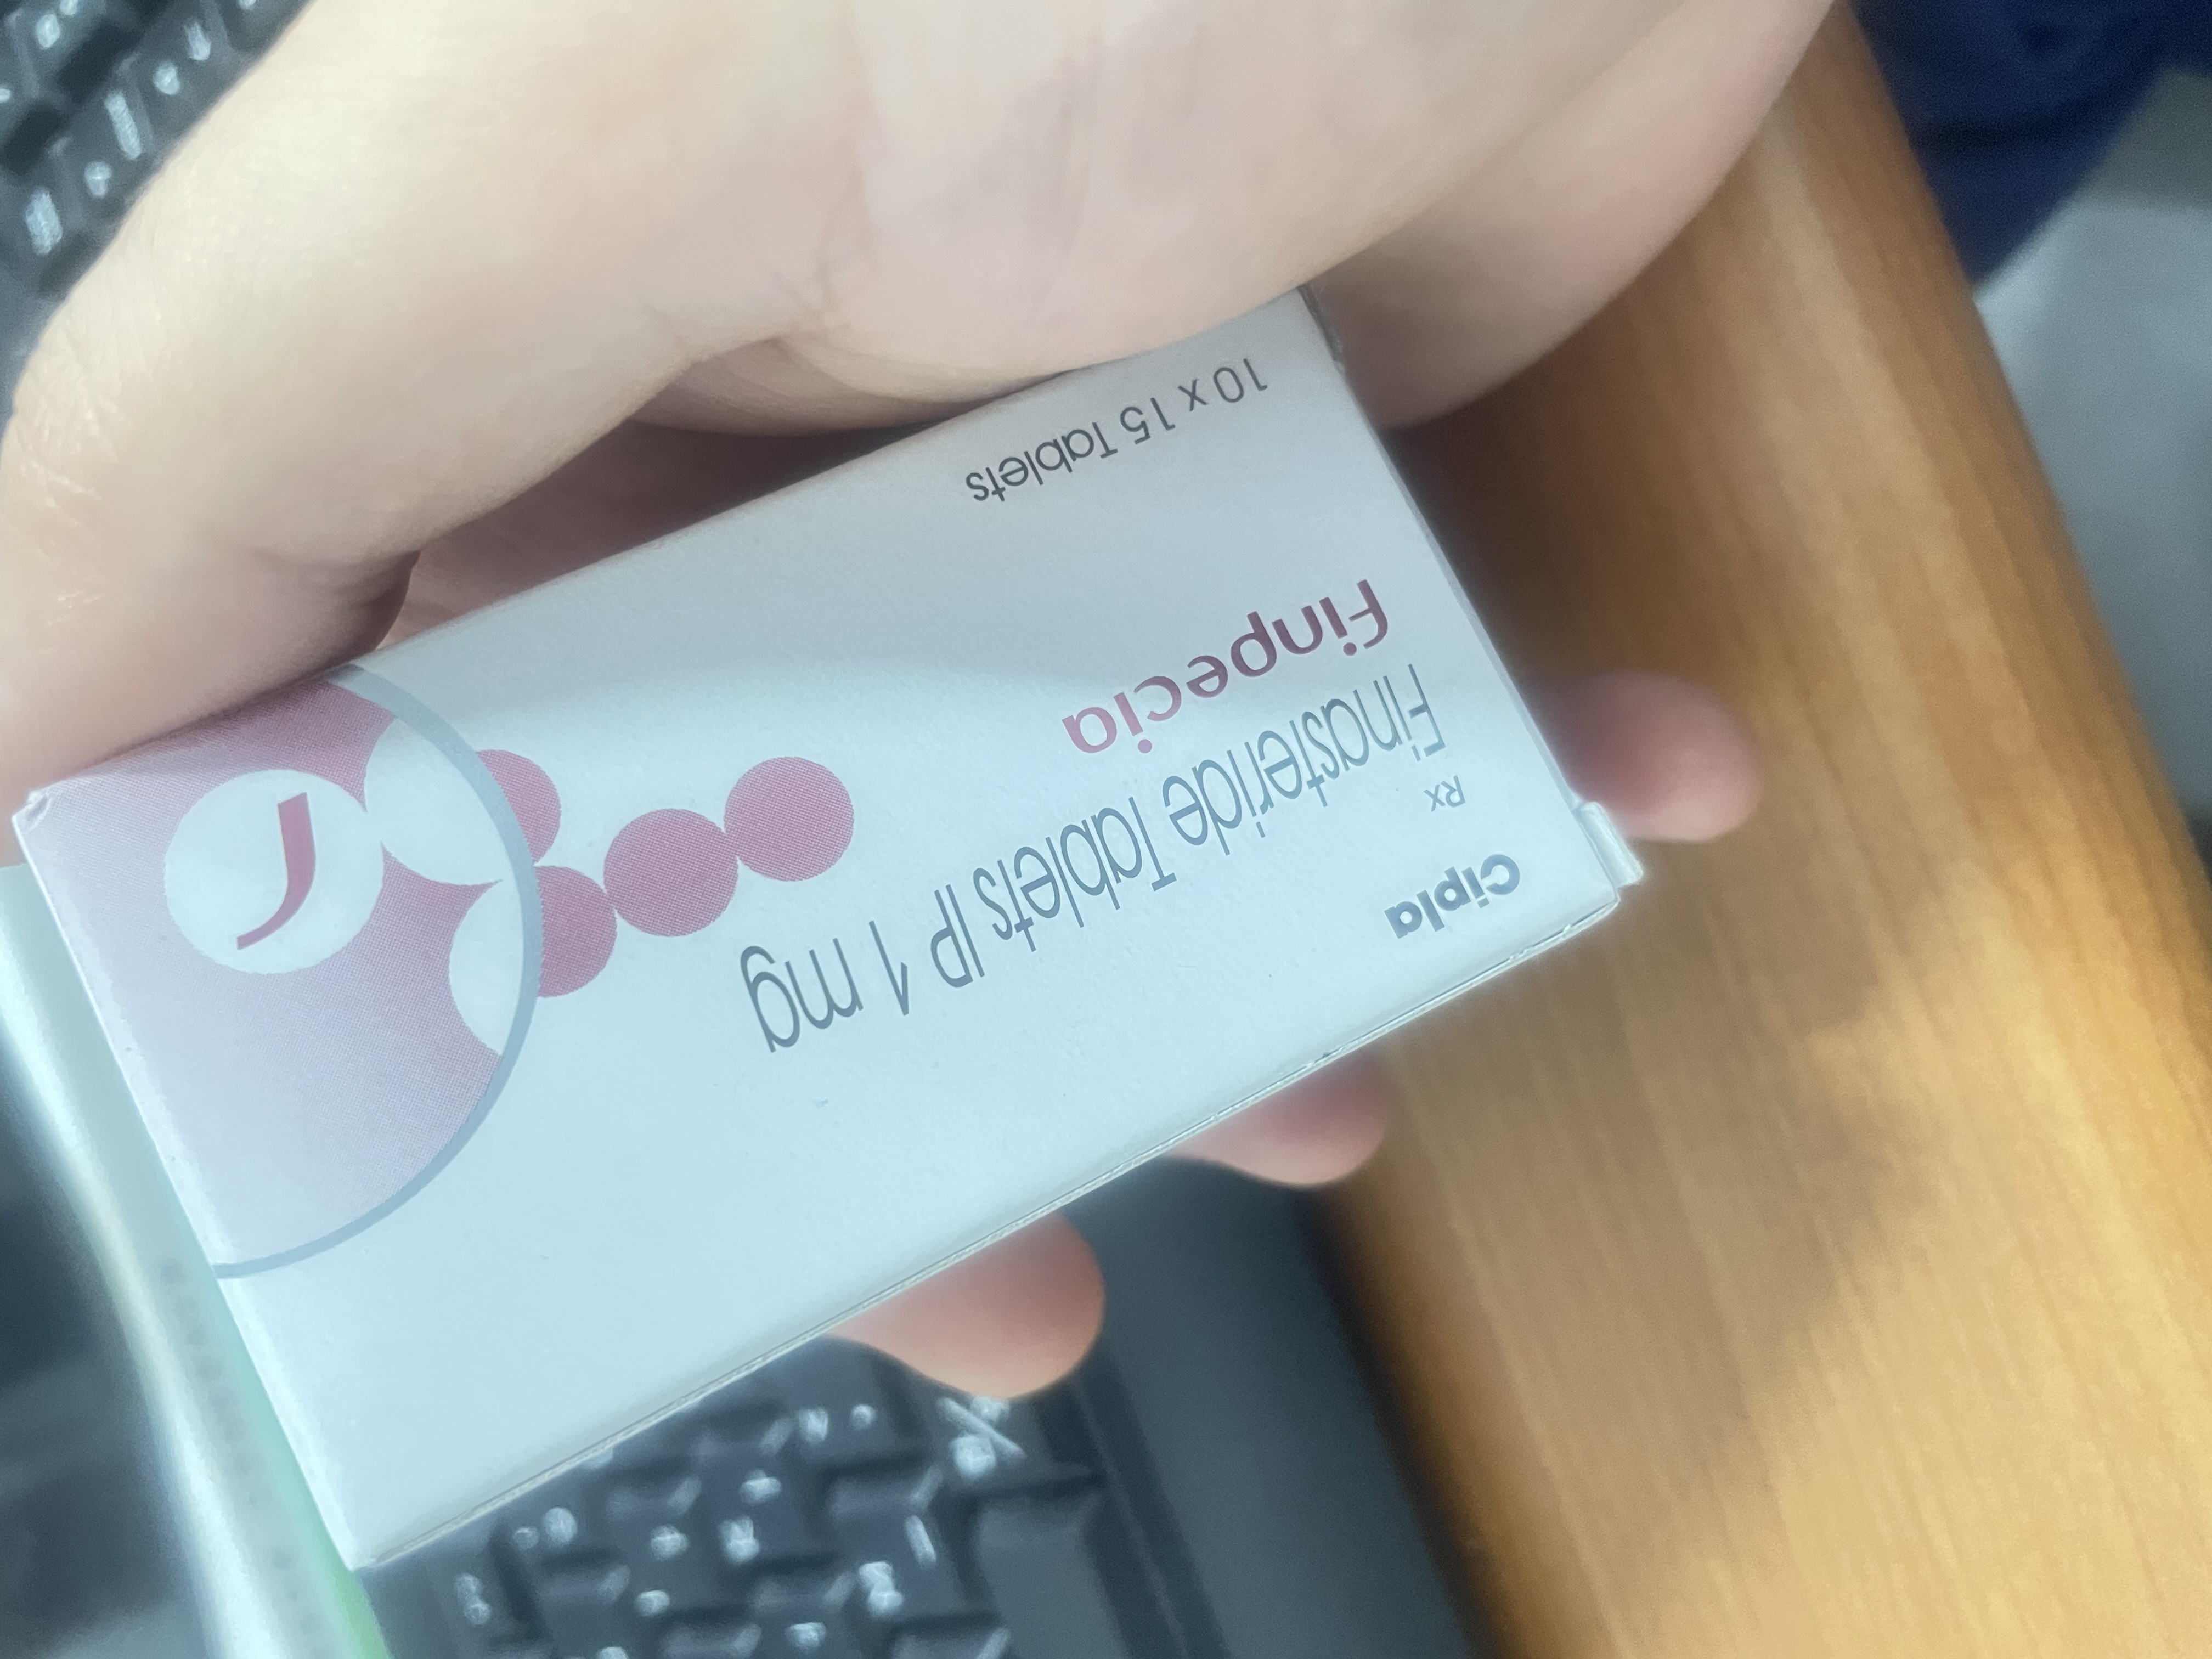 Cipla
Rx
Finasteride Tablets IP 1 mg
Finpecia
10 x 15 Tablets